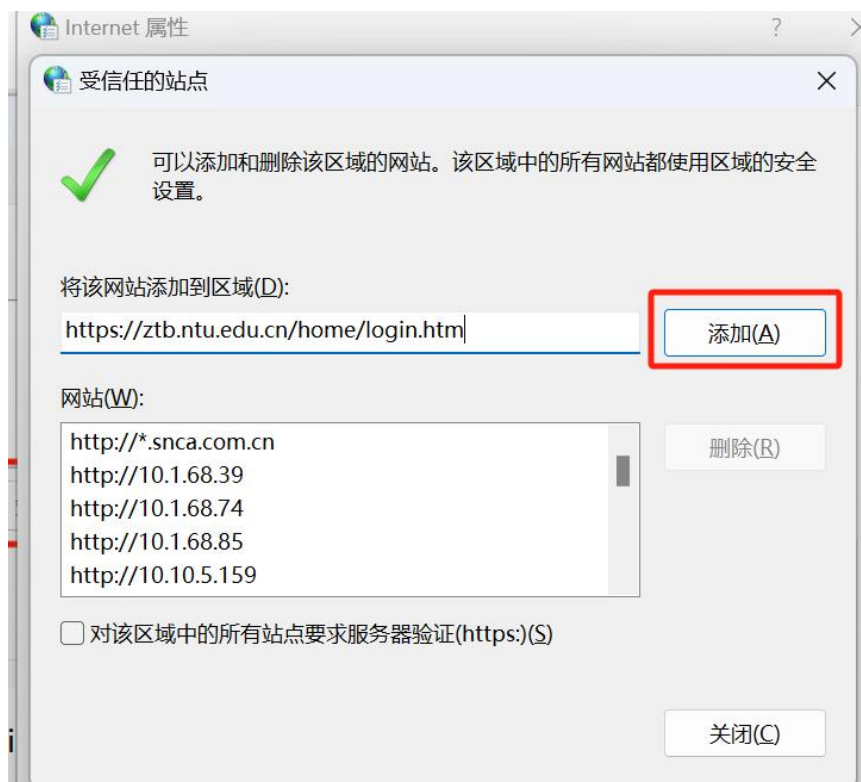 Internet 属性
受信任的站点
可以添加和删除该区域的网站。该区域中的所有网站都使用区域的安全
设置。
将该网站添加到区域(D):
https://ztb.ntu.edu.cn/home/login.htm
添加(A)
网站(W):
http://*.snca.com.cn
http://10.1.68.39
http://10.1.68.74
http://10.1.68.85
http://10.10.5.159
删除(R)
对该区域中的所有站点要求服务器验证(https:)(S)
关闭(C)